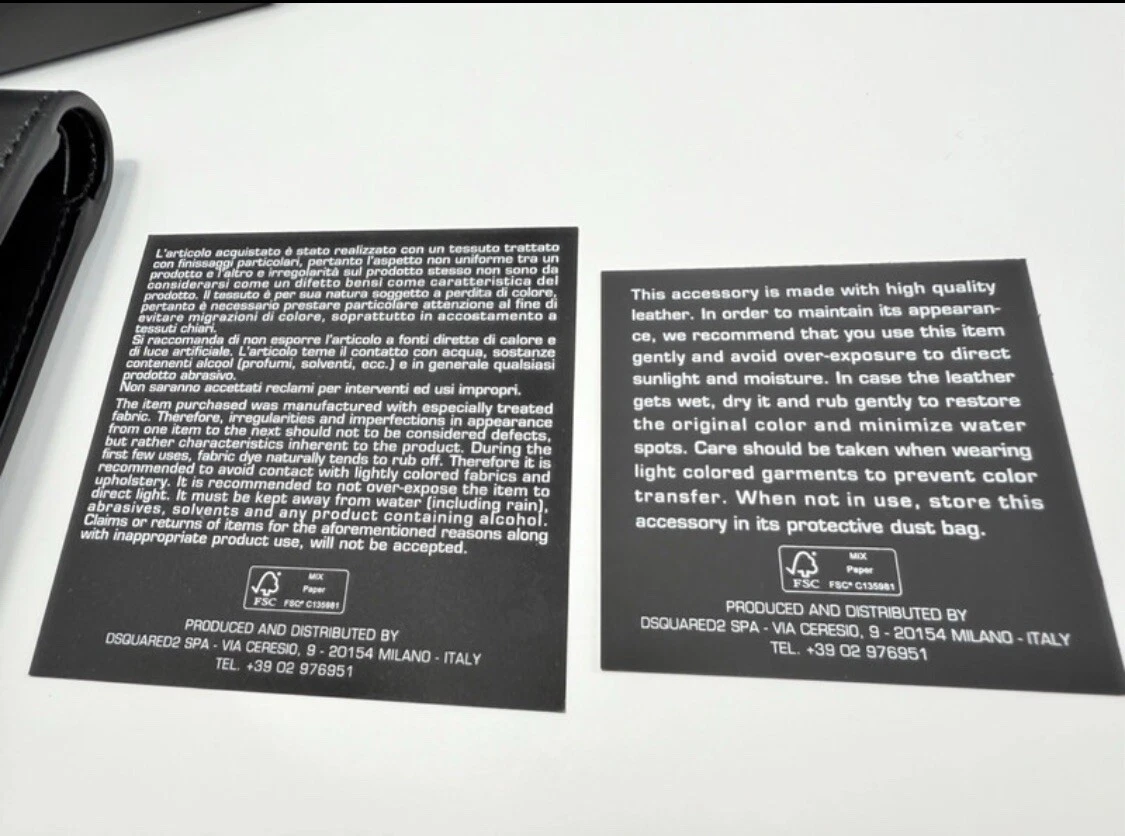 L'articolo acquistato è stato realizzato con un tessuto trattato
con finissaggi particolari, pertanto l'aspetto non uniforme tra un
prodotto e l'altro e irregolarità sul prodotto stesso non sono da
considerarsi come un difetto bensì come caratteristica del
prodotto. Il tessuto è per sua natura soggetto a perdita di colore,
pertanto è necessario prestare particolare attenzione al fine di
evitare migrazioni di colore, soprattutto in accostamento a
tessuti chiari.
Si raccomanda di non esporre l'articolo a fonti dirette di calore e
di luce artificiale. L'articolo teme il contatto con acqua, sostanze
contenenti alcool (profumi, solventi, ecc.) e in generale qualsiasi
prodotto abrasivo.
Non saranno accettati reclami per interventi ed usi impropri.
The item purchased was manufactured with especially treated
fabric. Therefore, irregularities and imperfections in appearance
from one item to the next should not to be considered defects,
but rather characteristics inherent to the product. During the
first few uses, fabric dye naturally tends to rub off. Therefore it is
recommended to avoid contact with lightly colored fabrics and
upholstery. It is recommended to not over-expose the item to
direct light. It must be kept away from water (including rain),
abrasives, solvents and any product containing alcohol.
Claims or returns of items for the aforementioned reasons along
with inappropriate product use, will not be accepted.
MIX
Paper
FSC FSC® C135981
PRODUCED AND DISTRIBUTED BY
DSQUARED2 SPA - VIA CERESIO, 9 - 20154 MILANO - ITALY
TEL. +39 02 976951
This accessory is made with high quality
leather. In order to maintain its appearan-
ce, we recommend that you use this item
gently and avoid over-exposure to direct
sunlight and moisture. In case the leather
gets wet, dry it and rub gently to restore
the original color and minimize water
spots. Care should be taken when wearing
light colored garments to prevent color
transfer. When not in use, store this
accessory in its protective dust bag.
MIX
Paper
FSC FSC® C135981
PRODUCED AND DISTRIBUTED BY
DSQUARED2 SPA - VIA CERESIO, 9 - 20154 MILANO - ITALY
TEL. +39 02 976951